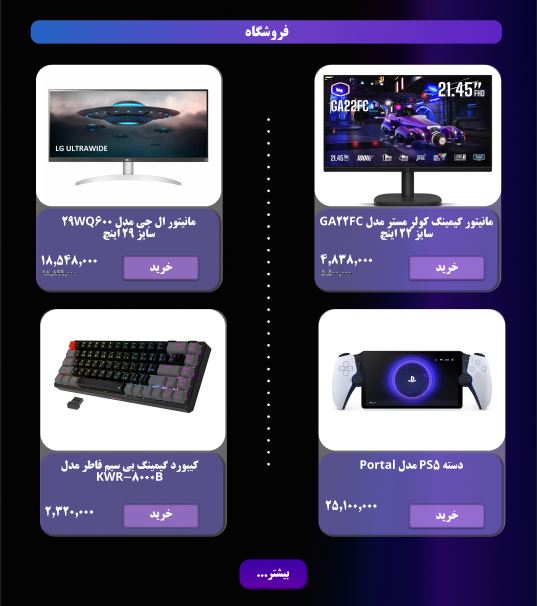 فروشگاه
21.45" FHD
GA22FC
مانیتور گیمینگ کولر مستر مدل GA22FC
سایز ۲۲ اینچ
۴,۸۳۸,۰۰۰
خرید
LG ULTRAWIDE
مانیتور ال جی مدل ۲۹WQ۶۰۰
سایز ۲۹ اینچ
۱۸,۵۴۸,۰۰۰
خرید
دسته PS۵ مدل Portal
۲۵,۱۰۰,۰۰۰
خرید
کیبورد گیمینگ بی سیم فاطر مدل
KWR-۸۰۰۰B
۲,۳۲۰,۰۰۰
خرید
بیشتر...